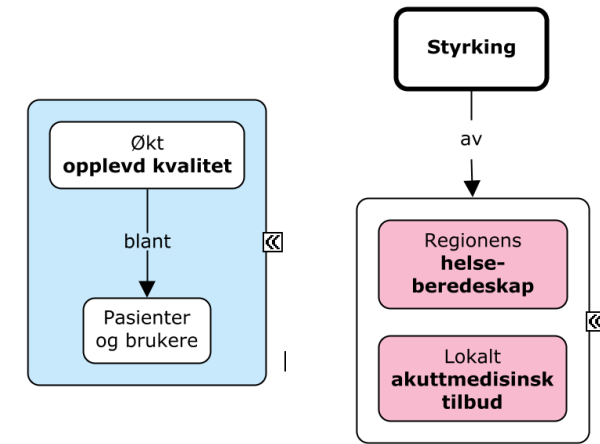 Økt
opplevd kvalitet
blant
Pasienter
og brukere
Styrking
av
Regionens
helse-
beredeskap
Lokalt
akuttmedisinsk
tilbud